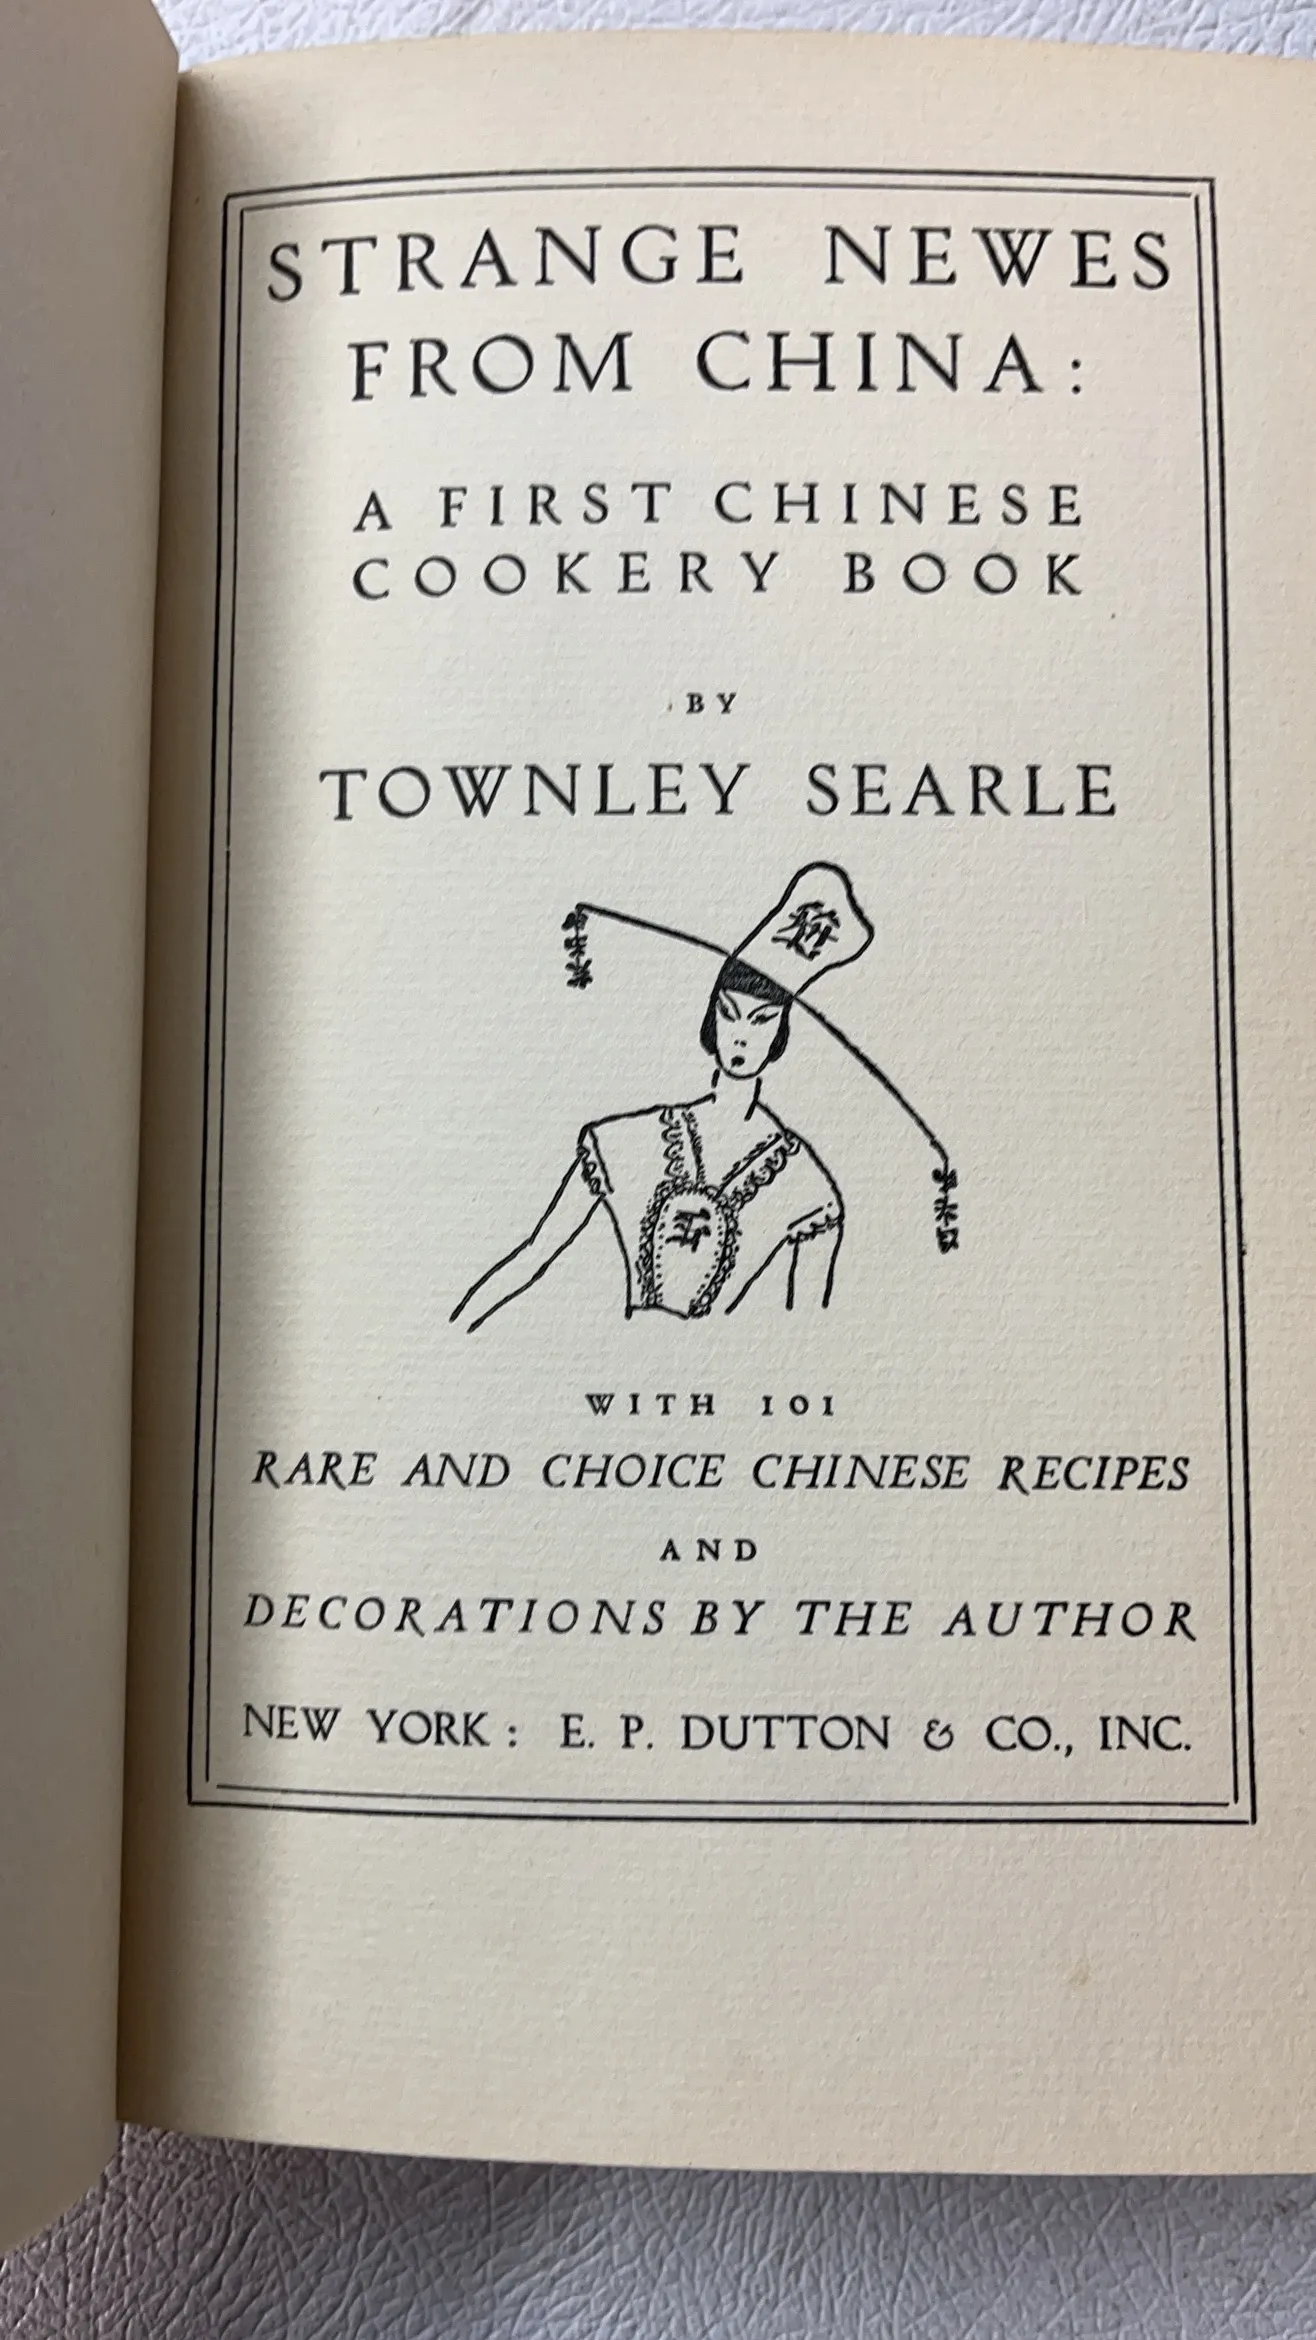 STRANGE NEWES
FROM CHINA:
A FIRST CHINESE
COOKERY BOOK
BY
TOWNLEY SEARLE
WITH 101
RARE AND CHOICE CHINESE RECIPES
AND
DECORATIONS BY THE AUTHOR
NEW YORK: E. P. DUTTON & CO., INC.